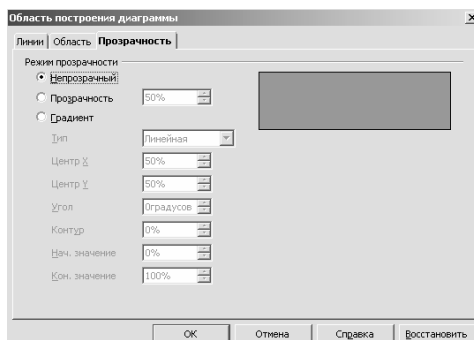 Область построения диаграммы
Линии Область Прозрачность
Режим прозрачности
Непрозрачный
Прозрачность 50%
Градиент
Тип Линейная
Центр X 50%
Центр Y 50%
Угол 0градусов
Контур 0%
Нач. значение 0%
Кон. значение 100%
ОК Отмена Справка Восстановить